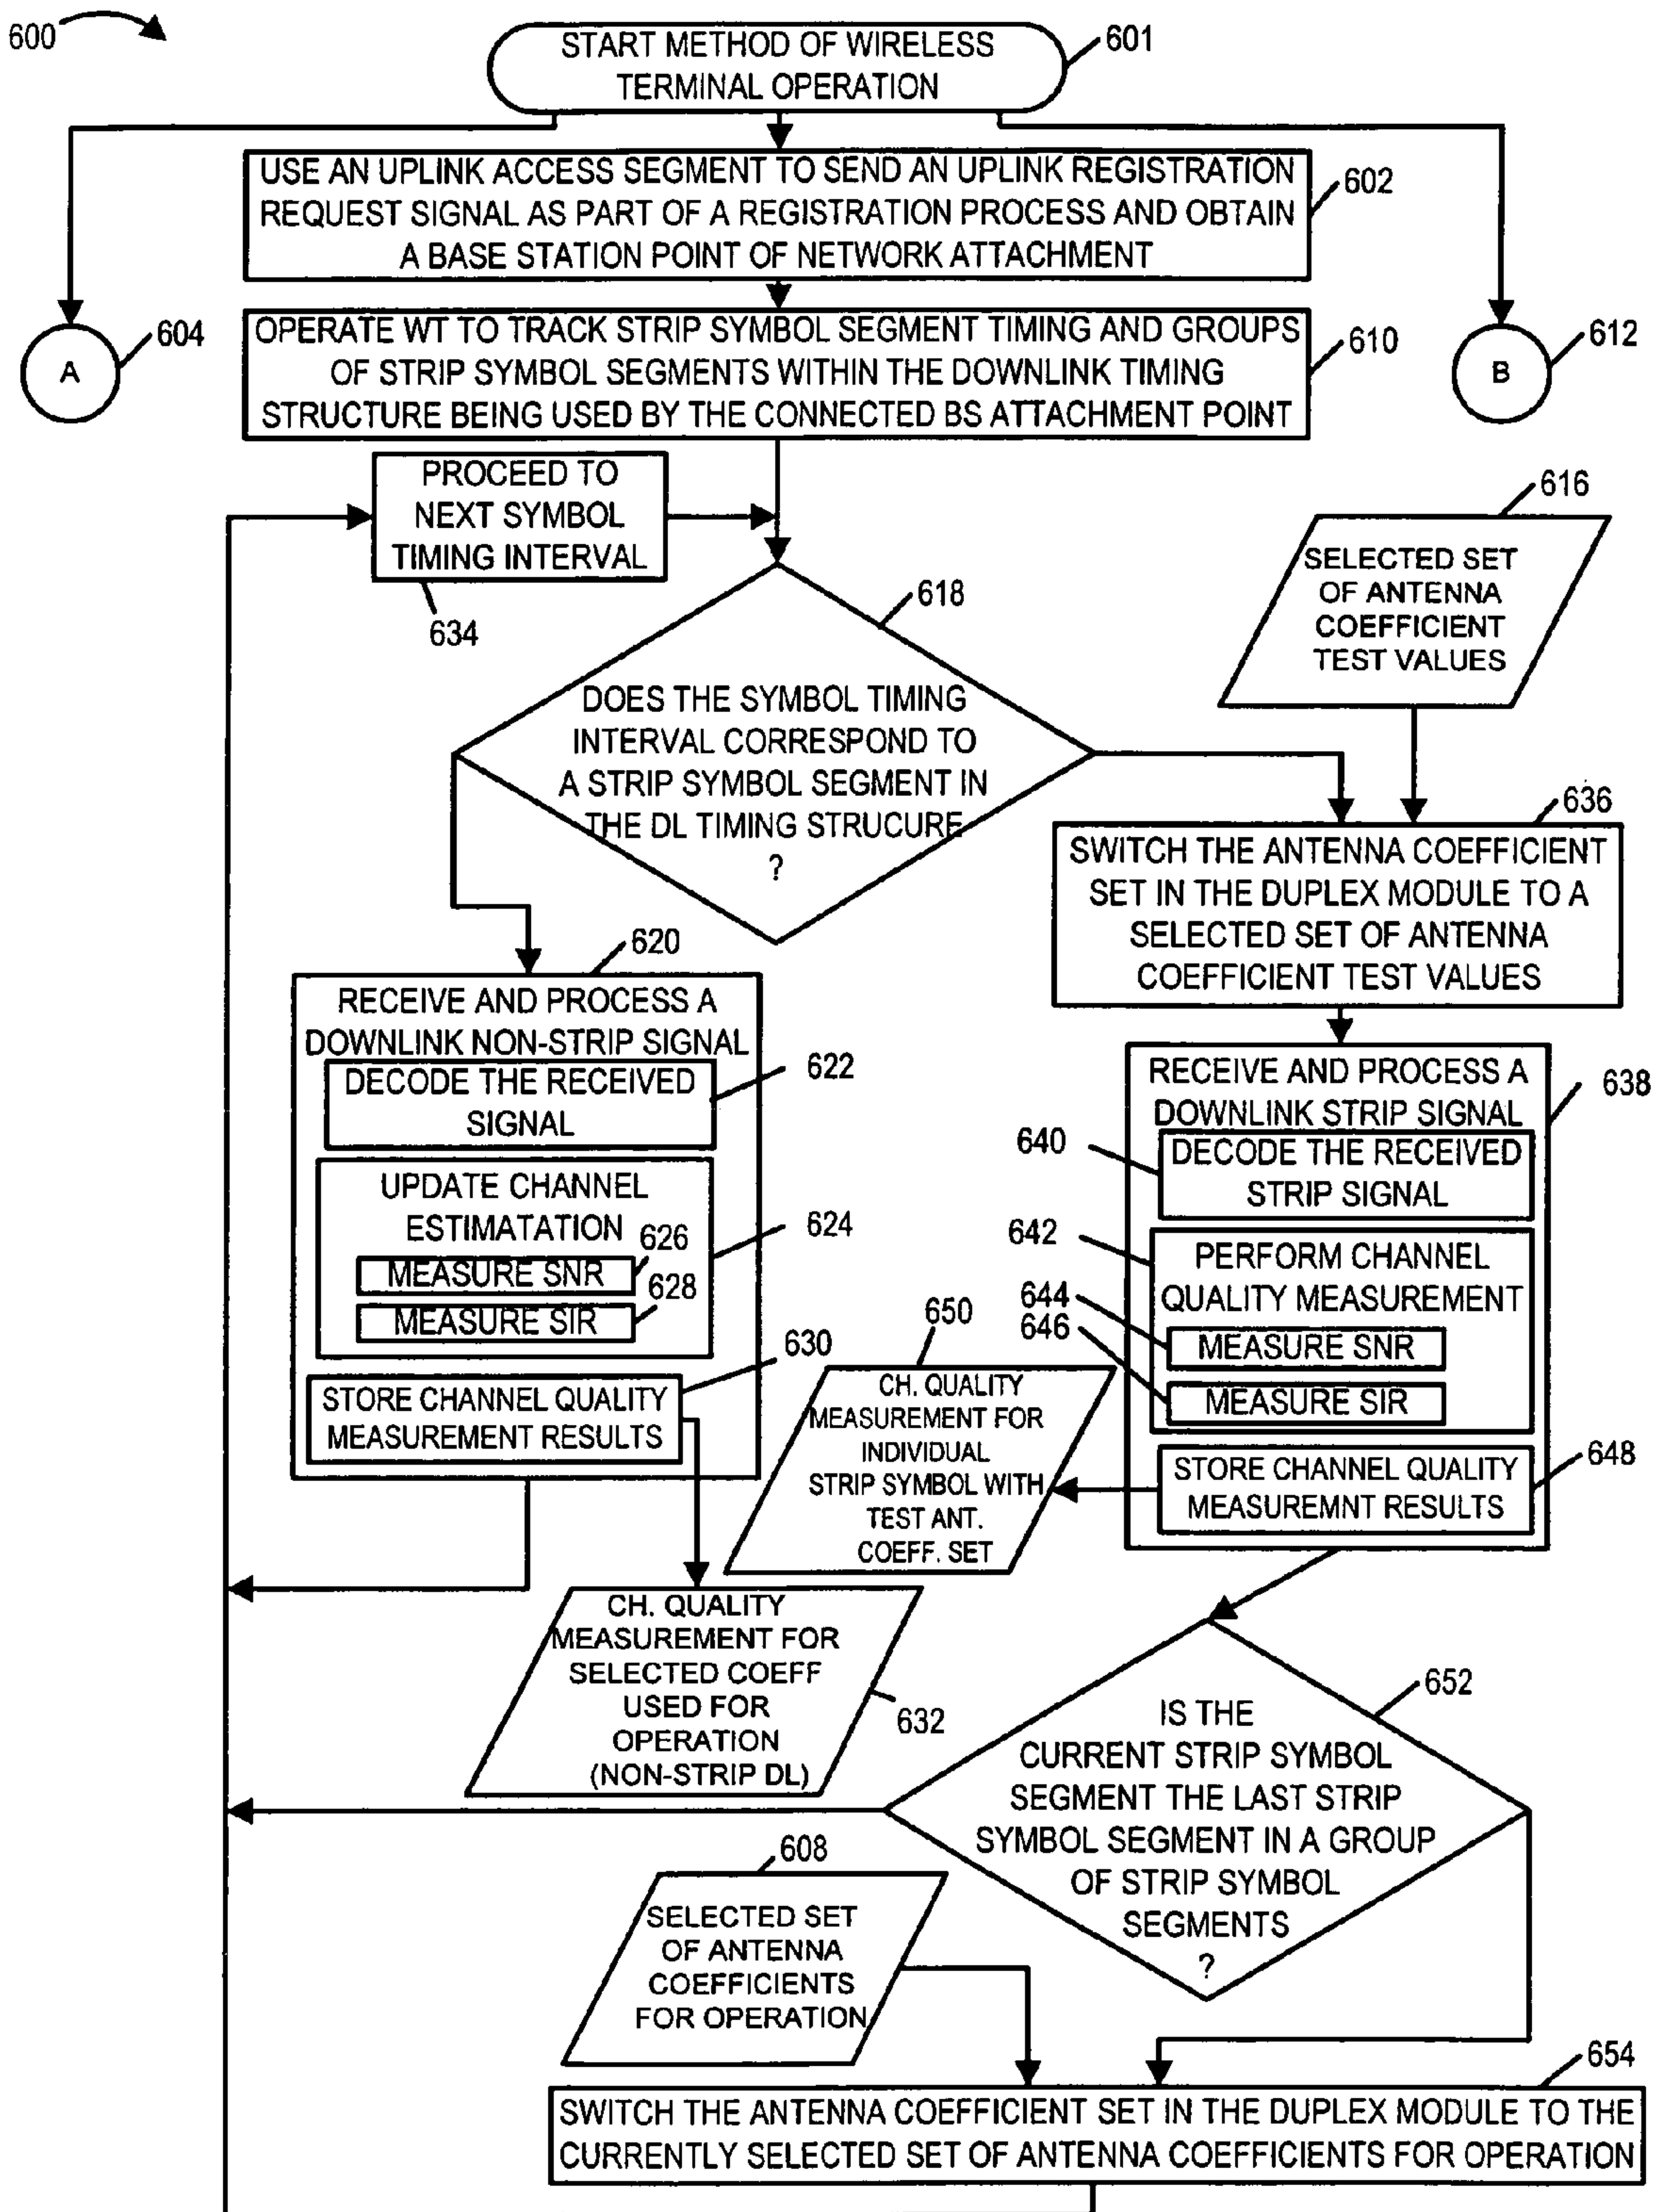 600
START METHOD OF WIRELESS
TERMINAL OPERATION
601
USE AN UPLINK ACCESS SEGMENT TO SEND AN UPLINK REGISTRATION
REQUEST SIGNAL AS PART OF A REGISTRATION PROCESS AND OBTAIN
A BASE STATION POINT OF NETWORK ATTACHMENT
602
A
604
OPERATE WT TO TRACK STRIP SYMBOL SEGMENT TIMING AND GROUPS
OF STRIP SYMBOL SEGMENTS WITHIN THE DOWNLINK TIMING
STRUCTURE BEING USED BY THE CONNECTED BS ATTACHMENT POINT
610
B
612
PROCEED TO
NEXT SYMBOL
TIMING INTERVAL
634
616
SELECTED SET
OF ANTENNA
COEFFICIENT
TEST VALUES
618
DOES THE SYMBOL TIMING
INTERVAL CORRESPOND TO
A STRIP SYMBOL SEGMENT IN
THE DL TIMING STRUCURE
?
636
SWITCH THE ANTENNA COEFFICIENT
SET IN THE DUPLEX MODULE TO A
SELECTED SET OF ANTENNA
COEFFICIENT TEST VALUES
620
RECEIVE AND PROCESS A
DOWNLINK NON-STRIP SIGNAL
DECODE THE RECEIVED
SIGNAL
622
UPDATE CHANNEL
ESTIMATATION
624
626
MEASURE SNR
628
MEASURE SIR
630
STORE CHANNEL QUALITY
MEASUREMENT RESULTS
RECEIVE AND PROCESS A
DOWNLINK STRIP SIGNAL
638
640
DECODE THE RECEIVED
STRIP SIGNAL
642
PERFORM CHANNEL
QUALITY MEASUREMENT
644
MEASURE SNR
646
MEASURE SIR
648
STORE CHANNEL QUALITY
MEASUREMNT RESULTS
650
CH. QUALITY
MEASUREMENT FOR
INDIVIDUAL
STRIP SYMBOL WITH
TEST ANT.
COEFF. SET
CH. QUALITY
MEASUREMENT FOR
SELECTED COEFF
USED FOR
OPERATION
(NON-STRIP DL)
632
652
IS THE
CURRENT STRIP SYMBOL
SEGMENT THE LAST STRIP
SYMBOL SEGMENT IN A GROUP
OF STRIP SYMBOL
SEGMENTS
?
608
SELECTED SET
OF ANTENNA
COEFFICIENTS
FOR OPERATION
654
SWITCH THE ANTENNA COEFFICIENT SET IN THE DUPLEX MODULE TO THE
CURRENTLY SELECTED SET OF ANTENNA COEFFICIENTS FOR OPERATION